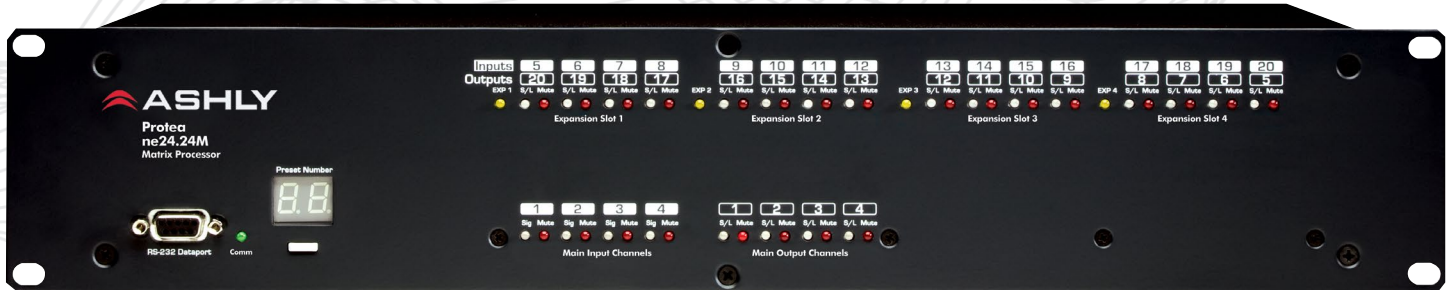 Inputs 5 6 7 8 9 10 11 12 13 14 15 16 17 18 19 20
Outputs 20 19 18 17 16 15 14 13 12 11 10 9 8 7 6 5
EXP 1 S/L Mute S/L Mute S/L Mute S/L Mute EXP 2 S/L Mute S/L Mute S/L Mute S/L Mute EXP 3 S/L Mute S/L Mute S/L Mute S/L Mute EXP 4 S/L Mute S/L Mute S/L Mute S/L Mute
Expansion Slot 1 Expansion Slot 2 Expansion Slot 3 Expansion Slot 4
ASHLY
Protea
ne24.24M
Matrix Processor
Preset Number
8.8.
RS-232 Dataport Comm
1 2 3 4 1 2 3 4
Sig Mute Sig Mute Sig Mute Sig Mute S/L Mute S/L Mute S/L Mute S/L Mute
Main Input Channels Main Output Channels